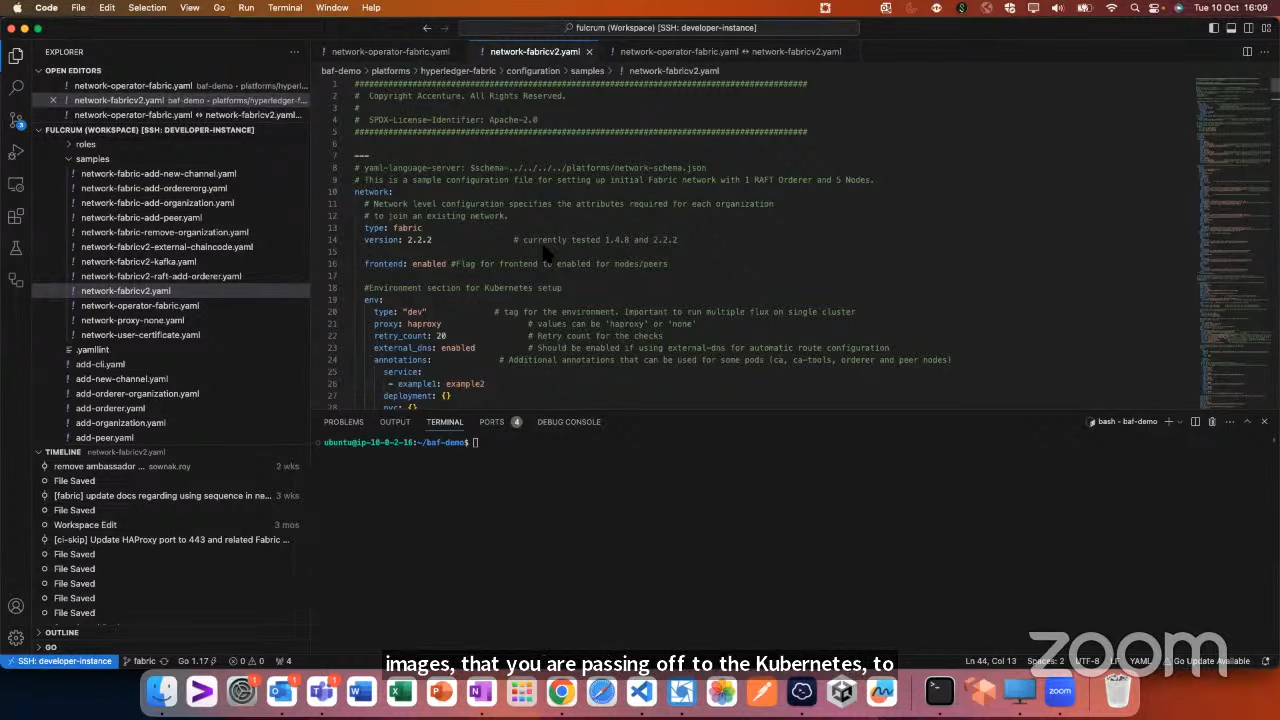 Code File Edit Selection View Go Run Terminal Window Help Tue 10 Oct 16:09
fulcrum (Workspace) [SSH: developer-instance]
EXPLORER
network-operator-fabric.yaml
network-fabricv2.yaml
network-operator-fabric.yaml ↔ network-fabricv2.yaml
OPEN EDITORS
network-operator-fabric.yaml baf-demo • platforms/hyperl...
network-fabricv2.yaml baf-demo • platforms/hyperledger-f...
network-operator-fabric.yaml ↔ network-fabricv2.yaml...
FULCRUM (WORKSPACE) [SSH: DEVELOPER-INSTANCE]
roles
samples
network-fabric-add-new-channel.yaml
network-fabric-add-ordererorg.yaml
network-fabric-add-organization.yaml
network-fabric-add-peer.yaml
network-fabric-remove-organization.yaml
network-fabricv2-external-chaincode.yaml
network-fabricv2-kafka.yaml
network-fabricv2-raft-add-orderer.yaml
network-fabricv2.yaml
network-operator-fabric.yaml
network-proxy-none.yaml
network-user-certificate.yaml
.yamllint
add-cli.yaml
add-new-channel.yaml
add-orderer-organization.yaml
add-orderer.yaml
add-organization.yaml
add-peer.yaml
TIMELINE network-fabricv2.yaml
remove ambassador ... sownak.roy 2 wks
File Saved
[fabric] update docs regarding using sequence in ne... 3 wks
File Saved
Workspace Edit 3 mos
[ci-skip] Update HAProxy port to 443 and related Fabric ...
File Saved
File Saved
File Saved
File Saved
File Saved
OUTLINE
GO
baf-demo > platforms > hyperledger-fabric > configuration > samples > network-fabricv2.yaml
1 ##########################################################################################
2 # Copyright Accenture. All Rights Reserved.
3 #
4 # SPDX-License-Identifier: Apache-2.0
5 ##########################################################################################
6
7 ---
8 # yaml-language-server: $schema=../../../../platforms/network-schema.json
9 # This is a sample configuration file for setting up initial Fabric network with 1 RAFT Orderer and 5 Nodes.
10 network:
11 # Network level configuration specifies the attributes required for each organization
12 # to join an existing network.
13 type: fabric
14 version: 2.2.2 # currently tested 1.4.8 and 2.2.2
15
16 frontend: enabled #Flag for frontend to enabled for nodes/peers
17
18 #Environment section for Kubernetes setup
19 env:
20 type: "dev" # tag for the environment. Important to run multiple flux on single cluster
21 proxy: haproxy # values can be 'haproxy' or 'none'
22 retry_count: 20 # Retry count for the checks
23 external_dns: enabled # Should be enabled if using external-dns for automatic route configuration
24 annotations: # Additional annotations that can be used for some pods (ca, ca-tools, orderer and peer nodes)
25 service:
26 - example1: example2
27 deployment: {}
28 pvc: {}
PROBLEMS OUTPUT TERMINAL PORTS 4 DEBUG CONSOLE
bash - baf-demo
ubuntu@ip-10-0-2-16:~/baf-demo$
SSH: developer-instance fabric Go 1.17 0 0 4 Ln 44, Col 13 Spaces: 2 UTF-8 LF YAML Go Update Available
images, that you are passing off to the Kubernetes, to
zoom